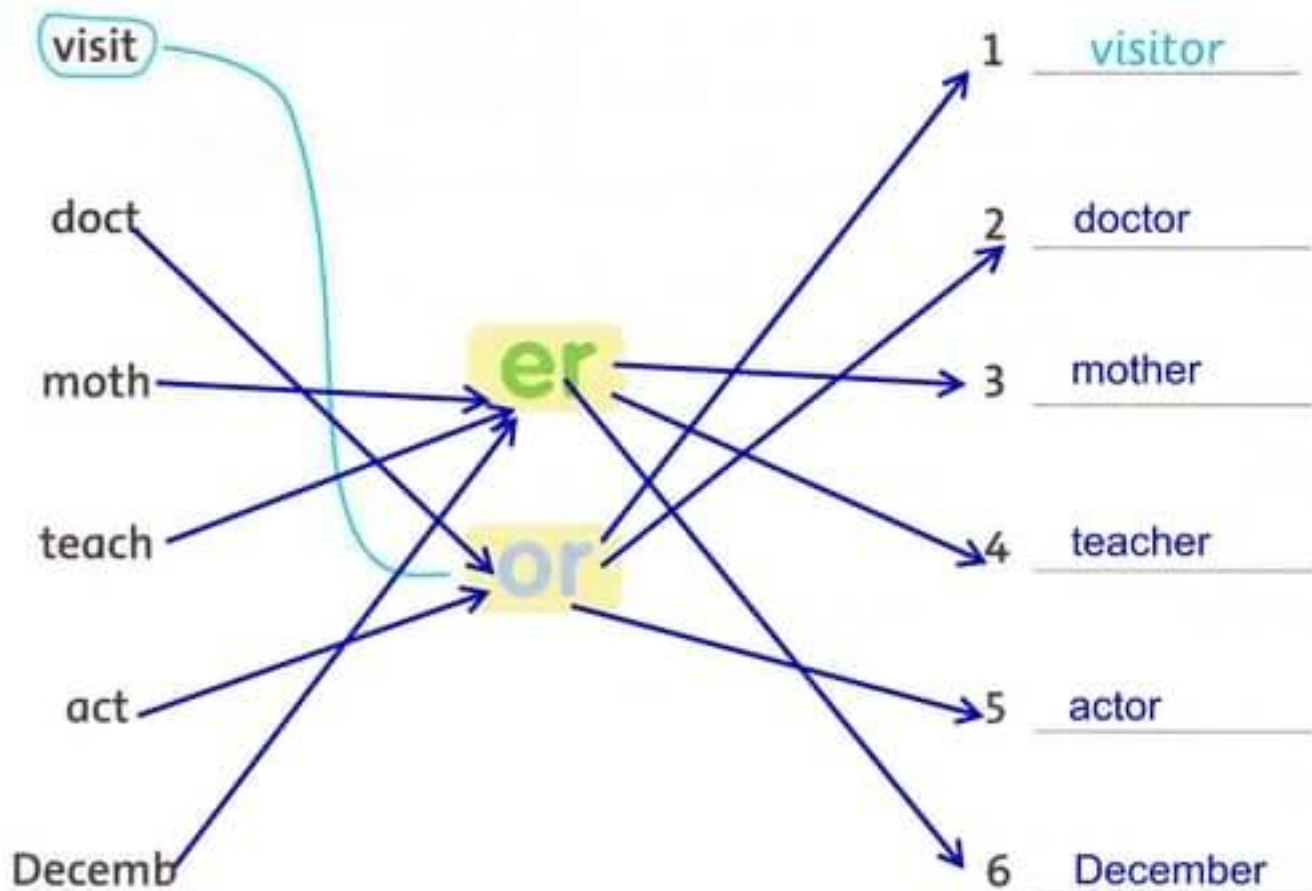 visit
1 visitor
doct
2 doctor
er
moth
3 mother
teach
4 teacher
or
act
5 actor
Decemb
6 December